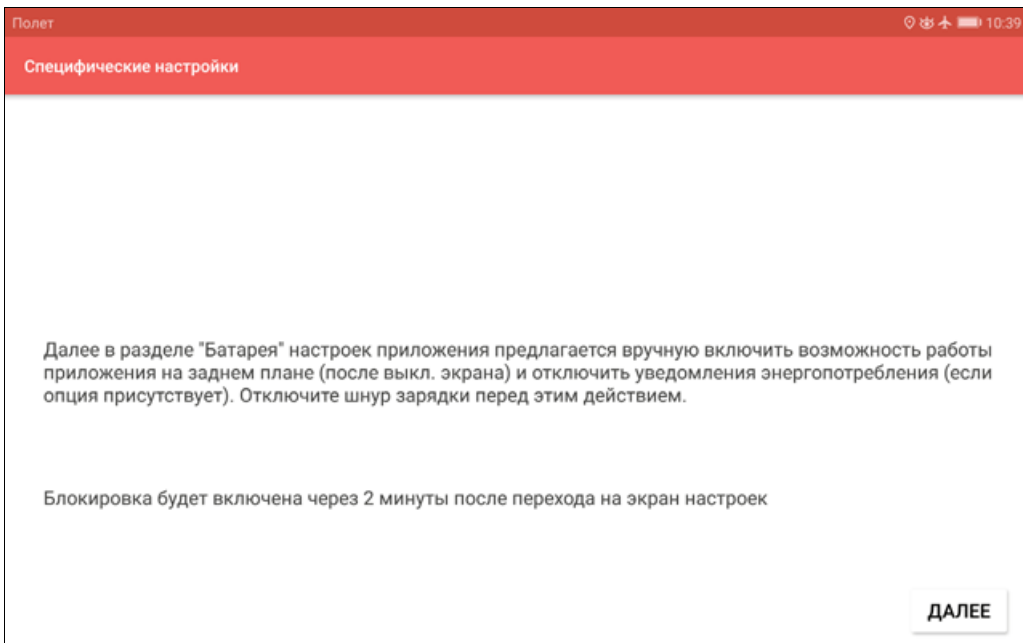 Полет 10:39
Специфические настройки
Далее в разделе "Батарея" настроек приложения предлагается вручную включить возможность работы
приложения на заднем плане (после выкл. экрана) и отключить уведомления энергопотребления (если
опция присутствует). Отключите шнур зарядки перед этим действием.
Блокировка будет включена через 2 минуты после перехода на экран настроек
ДАЛЕЕ